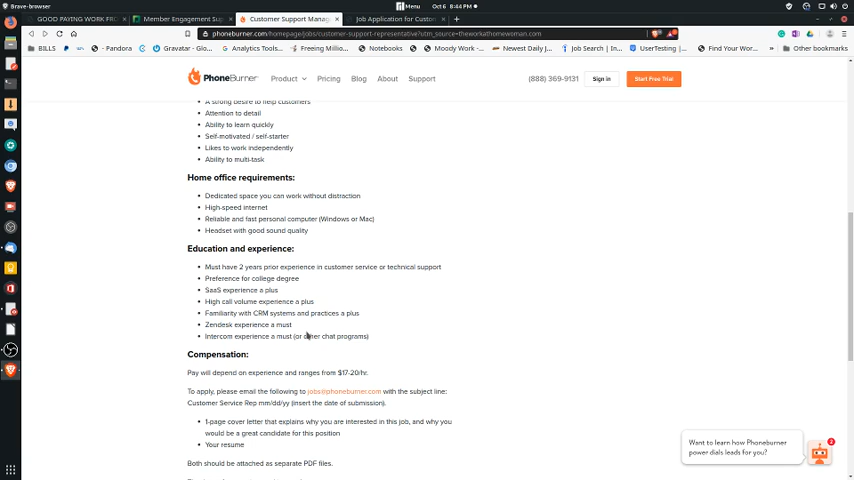 Menu
Oct 6 8:44 PM
Brave-browser
GOOD PAYING WORK FRO
Member Engagement Sup
Customer Support Manag
Job Application for Custom
phoneburner.com/homepage/jobs/customer-support-representative?utm_source=theworkathomewoman.com
BILLS
- Pandora
Gravatar - Glo...
Analytics Tools...
Freeing Million...
Notebooks
Moody Work -...
Newest Daily J...
Job Search | In...
UserTesting |...
Find Your Wor...
Other bookmarks
PhoneBurner
Product
Pricing
Blog
About
Support
(888) 369-9131
Sign in
Start Free Trial
A strong desire to help customers
Attention to detail
Ability to learn quickly
Self-motivated / self-starter
Likes to work independently
Ability to multi-task
Home office requirements:
Dedicated space you can work without distraction
High-speed internet
Reliable and fast personal computer (Windows or Mac)
Headset with good sound quality
Education and experience:
Must have 2 years prior experience in customer service or technical support
Preference for college degree
SaaS experience a plus
High call volume experience a plus
Familiarity with CRM systems and practices a plus
Zendesk experience a must
Intercom experience a must (or other chat programs)
Compensation:
Pay will depend on experience and ranges from $17-20/hr.
To apply, please email the following to jobs@phoneburner.com with the subject line:
Customer Service Rep mm/dd/yy (insert the date of submission).
1-page cover letter that explains why you are interested in this job, and why
you would be a great candidate for this position
Your resume
Both should be attached as separate PDF files.
Want to learn how Phoneburner
power dials leads for you?
2